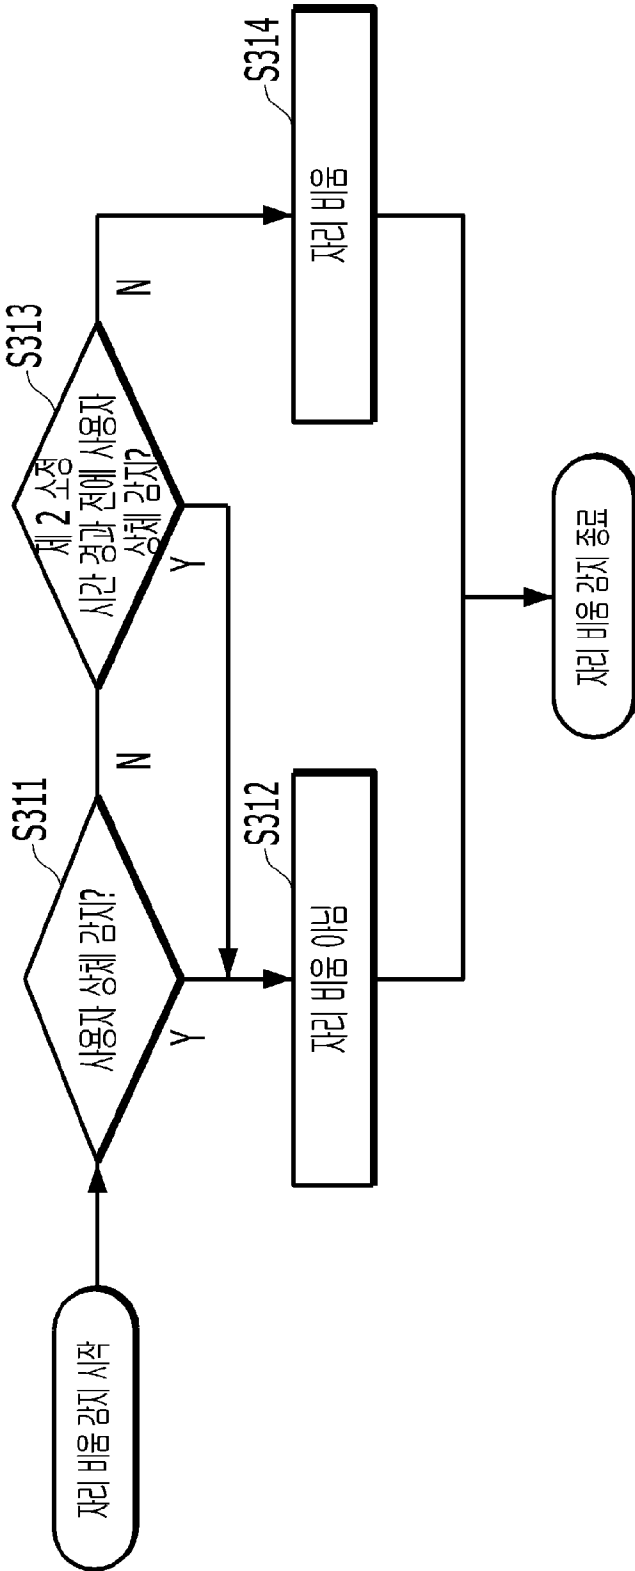 자리 비움 감지 시작
S311
사용자 상체 감지?
N
Y
S313
제 2 소정
시간 경과 이전 사용자
상체 감지?
N
Y
S312
자리 비움 아님
S314
자리 비움
자리 비움 감지 종료